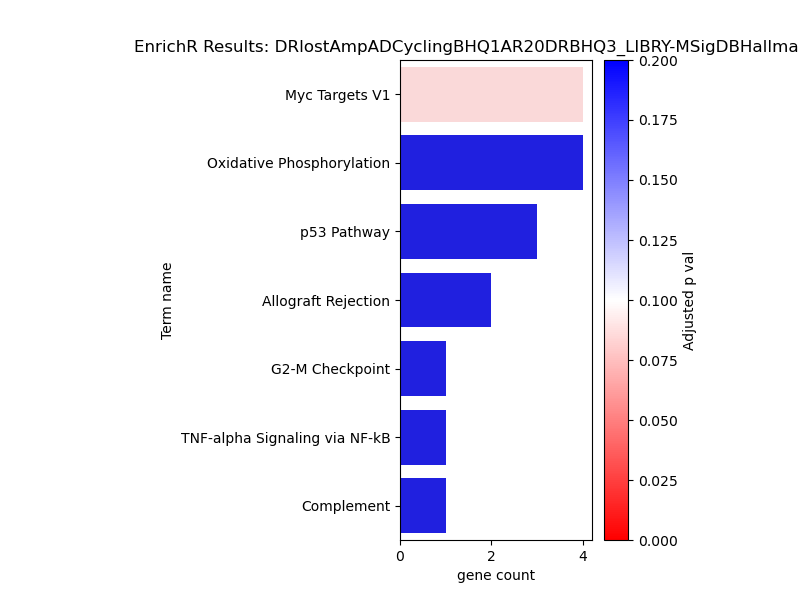 EnrichR Results: DRlostAmpADCyclingBHQ1AR20DRBHQ3_LIBRY-MSigDBHallma
Term name
Myc Targets V1
Oxidative Phosphorylation
p53 Pathway
Allograft Rejection
G2-M Checkpoint
TNF-alpha Signaling via NF-kB
Complement
0 2 4
gene count
0.200
0.175
0.150
0.125
0.100
0.075
0.050
0.025
0.000
Adjusted p val